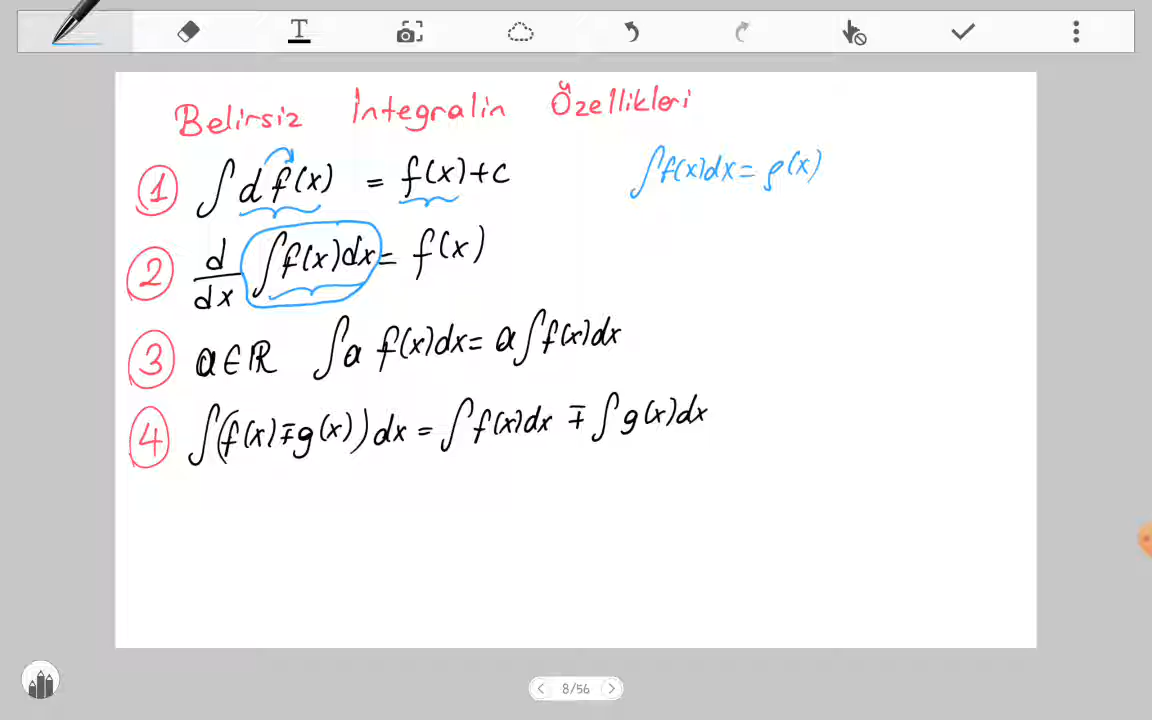 T
Belirsiz İntegralin Özellikleri
① ∫ d f(x) = f(x)+c
∫f(x)dx = ρ(x)
② d/dx ∫f(x)dx = f(x)
③ a∈ℝ ∫a f(x)dx = a∫f(x)dx
④ ∫(f(x)∓g(x))dx = ∫f(x)dx ∓ ∫g(x)dx
8/56